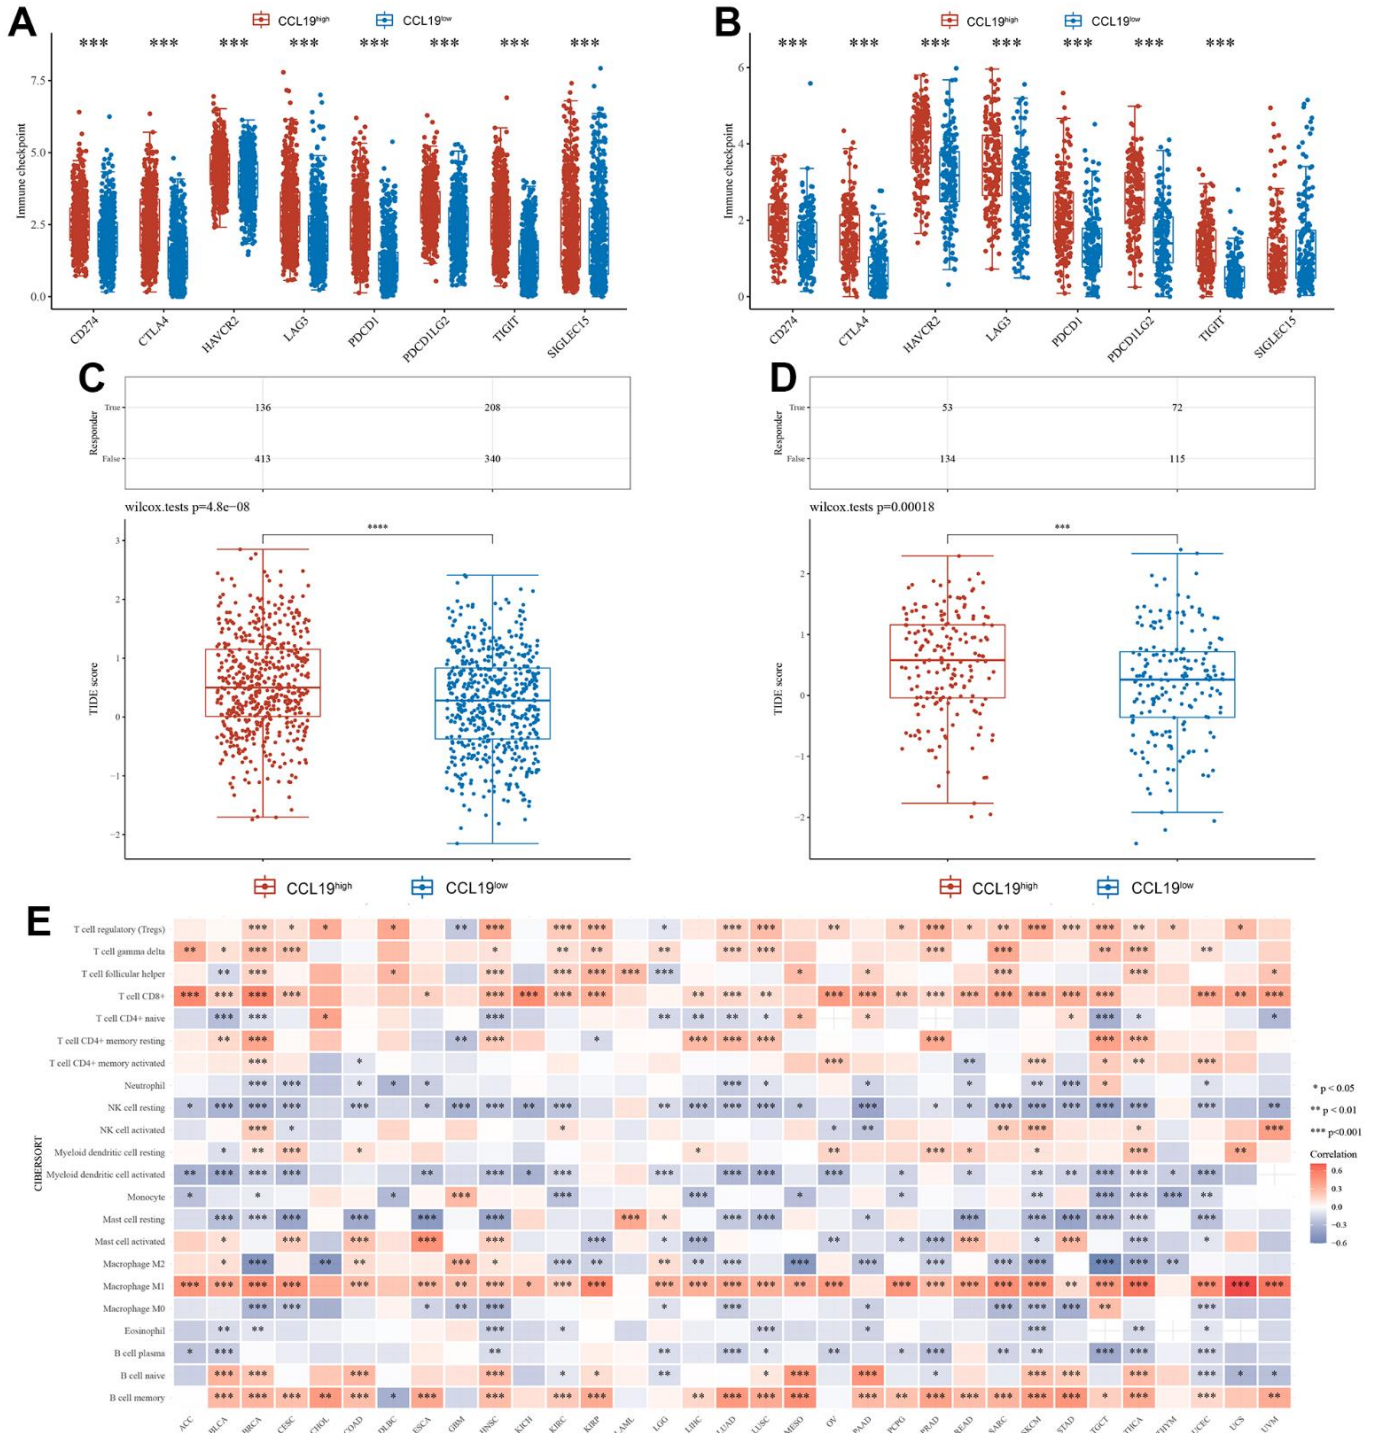 A
CCL19high CCL19low
*** *** *** *** *** *** *** ***
Immune checkpoint
7.5
5.0
2.5
0.0
CD274 CTLA4 HAVCR2 LAG3 PDCD1 PDCD1LG2 TIGIT SIGLEC15
B
CCL19high CCL19low
*** *** *** *** *** *** ***
Immune checkpoint
6
4
2
0
CD274 CTLA4 HAVCR2 LAG3 PDCD1 PDCD1LG2 TIGIT SIGLEC15
C
Responder
True 136 208
False 413 340
wilcox.tests p=4.8e−08
****
TIDE score
3
2
1
0
−1
−2
CCL19high CCL19low
D
Responder
True 53 72
False 134 115
wilcox.tests p=0.00018
***
TIDE score
2
1
0
−1
−2
CCL19high CCL19low
E
CIBERSORT
T cell regulatory (Tregs)
T cell gamma delta
T cell follicular helper
T cell CD8+
T cell CD4+ naive
T cell CD4+ memory resting
T cell CD4+ memory activated
Neutrophil
NK cell resting
NK cell activated
Myeloid dendritic cell resting
Myeloid dendritic cell activated
Monocyte
Mast cell resting
Mast cell activated
Macrophage M2
Macrophage M1
Macrophage M0
Eosinophil
B cell plasma
B cell naive
B cell memory
ACC BLCA BRCA CESC CHOL COAD DLBC ESCA GBM HNSC KICH KIRC KIRP LAML LGG LIHC LUAD LUSC MESO OV PAAD PCPG PRAD READ SARC SKCM STAD TGCT THCA THYM UCEC UCS UVM
* p < 0.05
** p < 0.01
*** p<0.001
Correlation
0.6
0.3
0.0
−0.3
−0.6